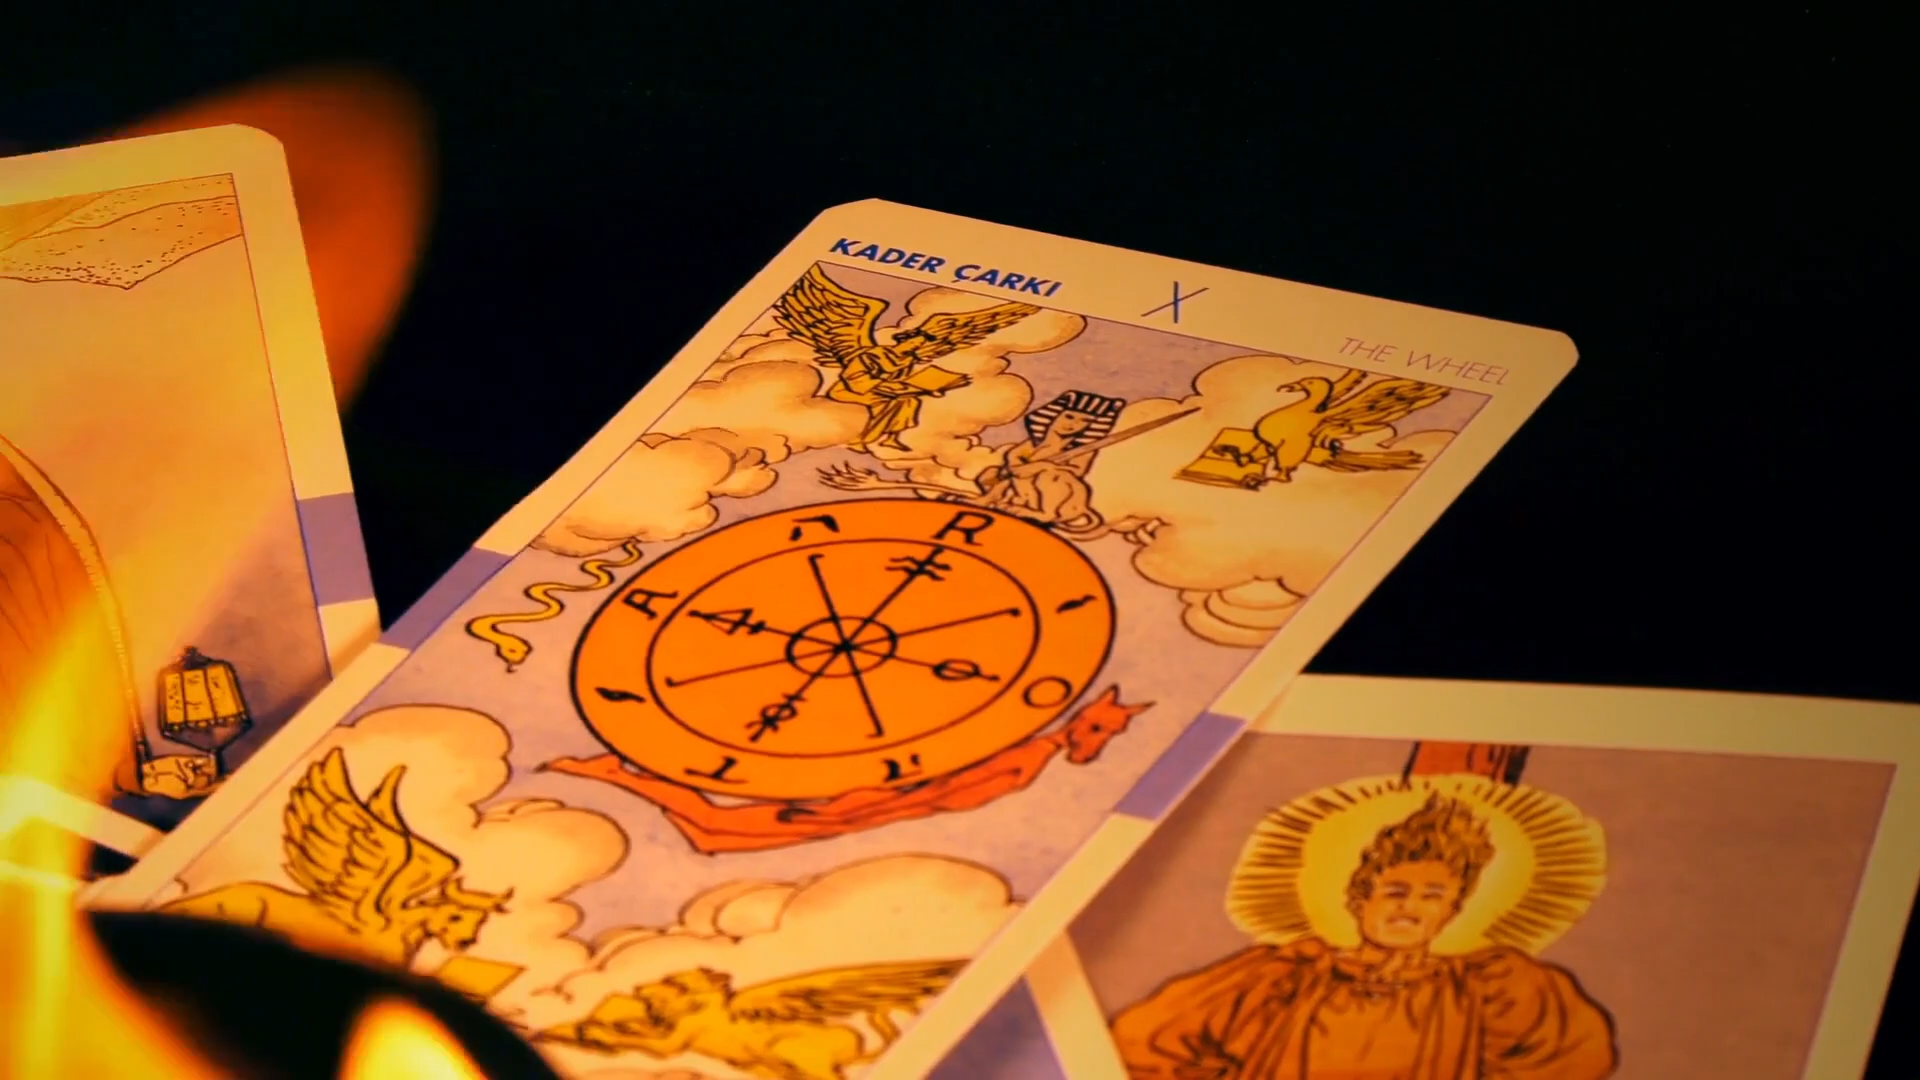 KADER ÇARKI
X
THE WHEEL
R
O
T
A